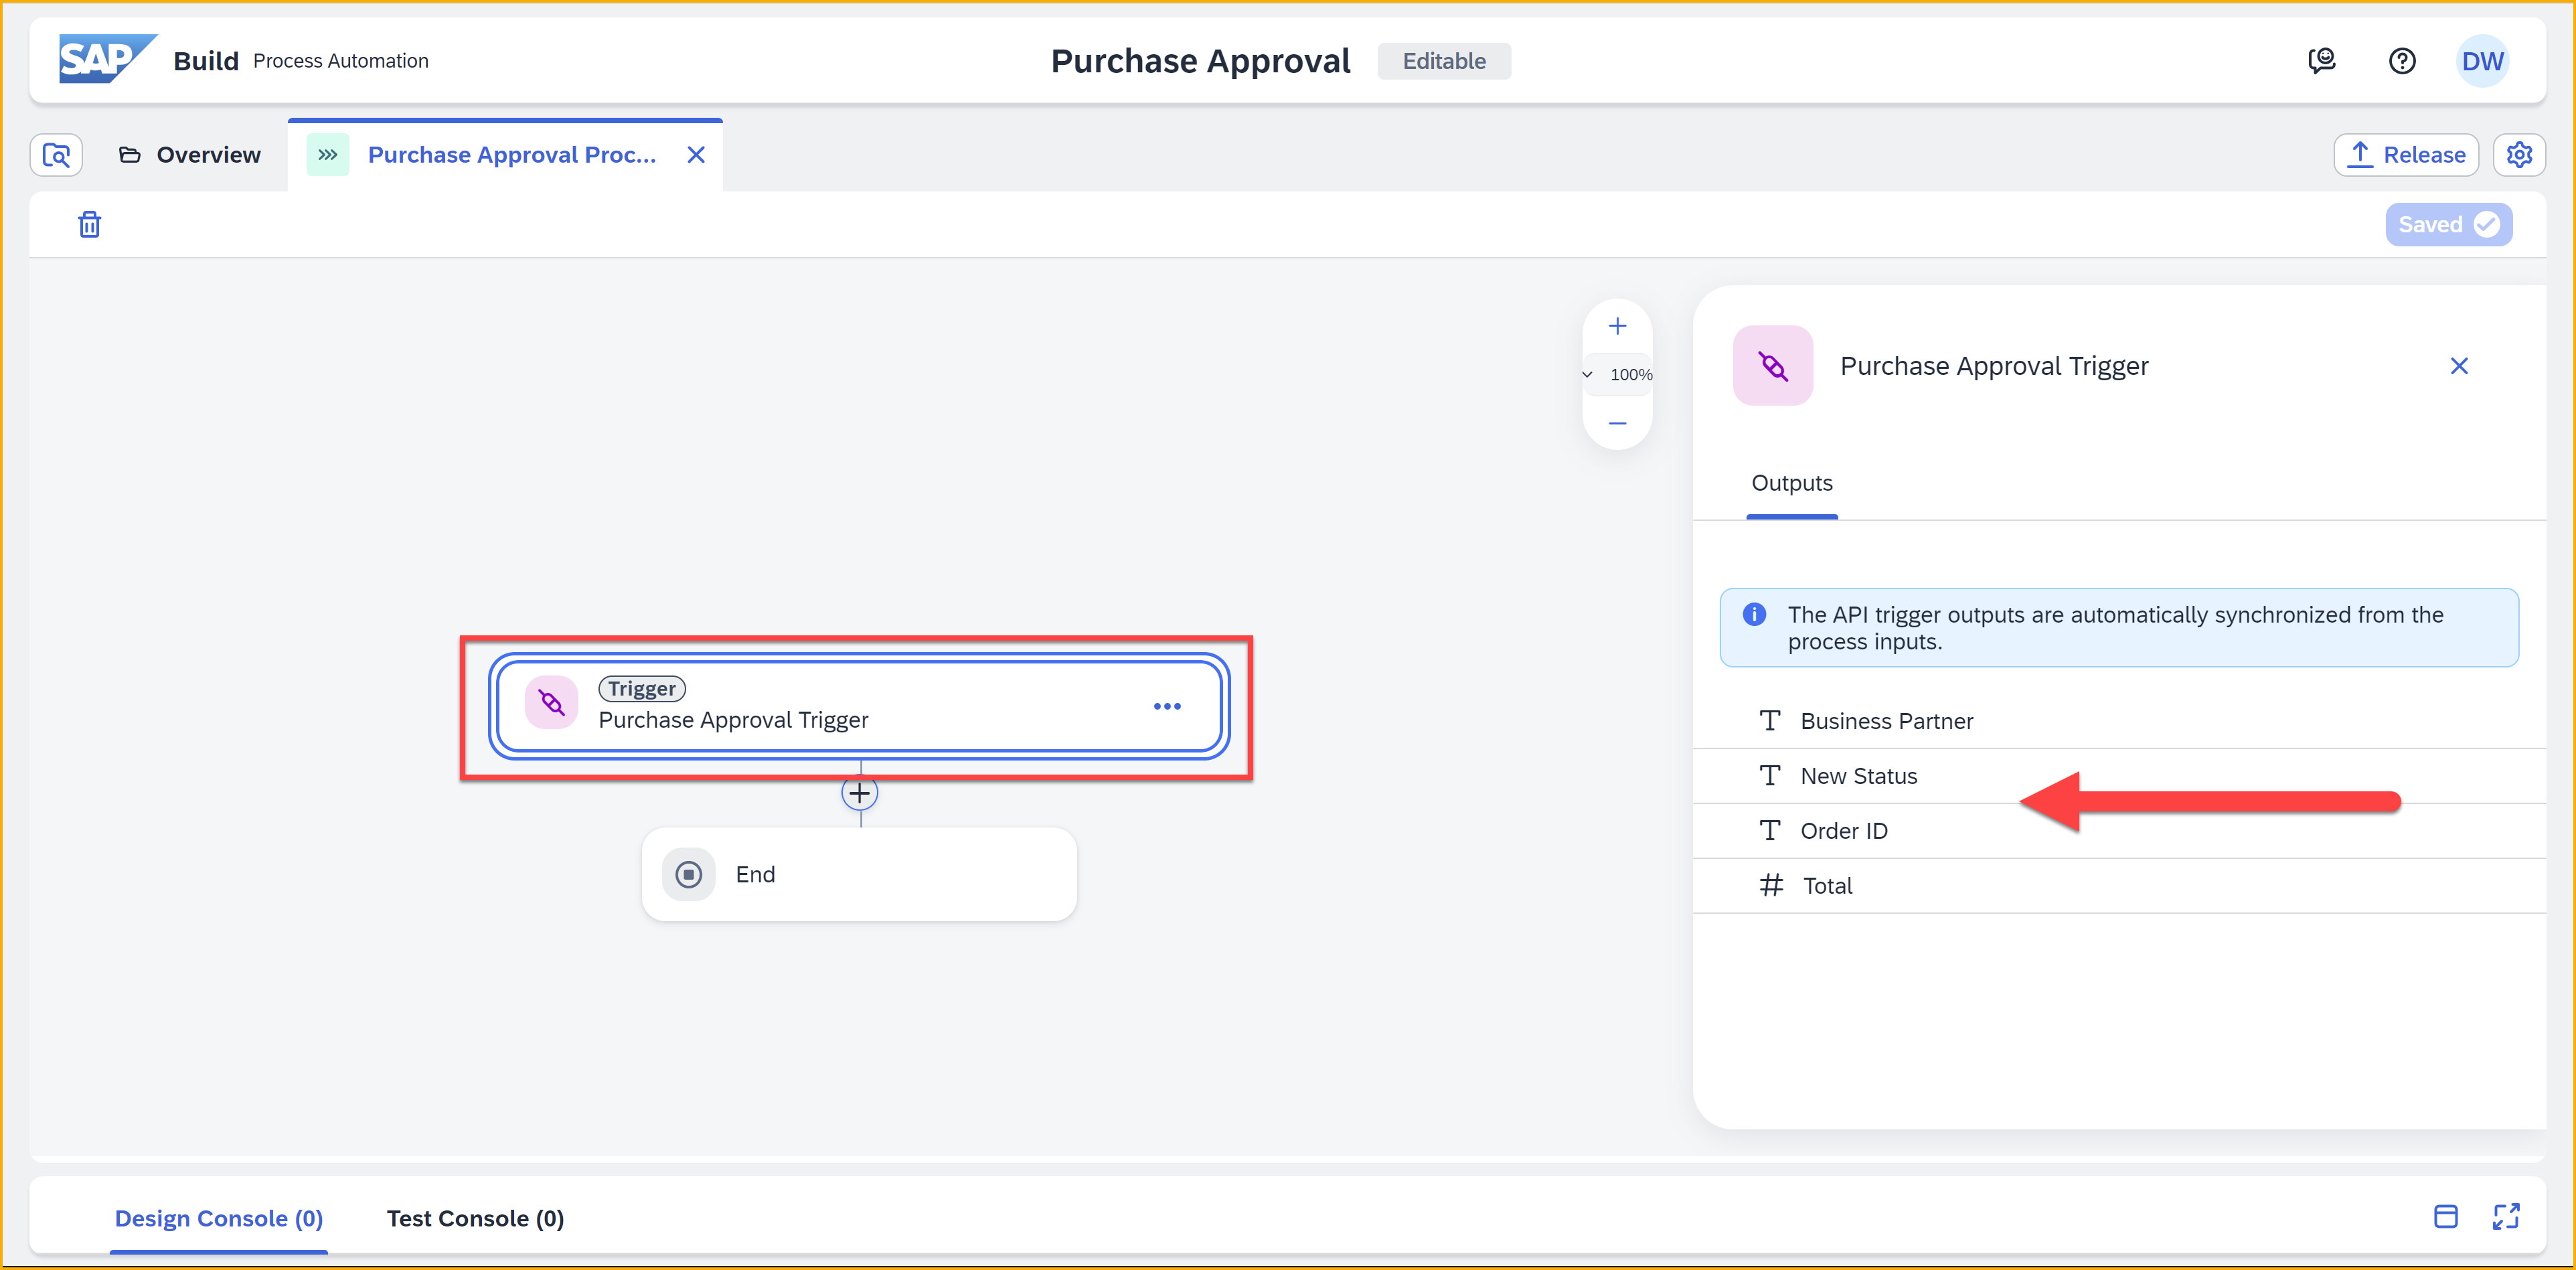 SAP Build Process Automation
Purchase Approval Editable
DW
Overview
Purchase Approval Proc...
Release
Saved
100%
Purchase Approval Trigger
Outputs
The API trigger outputs are automatically synchronized from the
process inputs.
Business Partner
New Status
Order ID
Total
Trigger
Purchase Approval Trigger
End
Design Console (0)
Test Console (0)